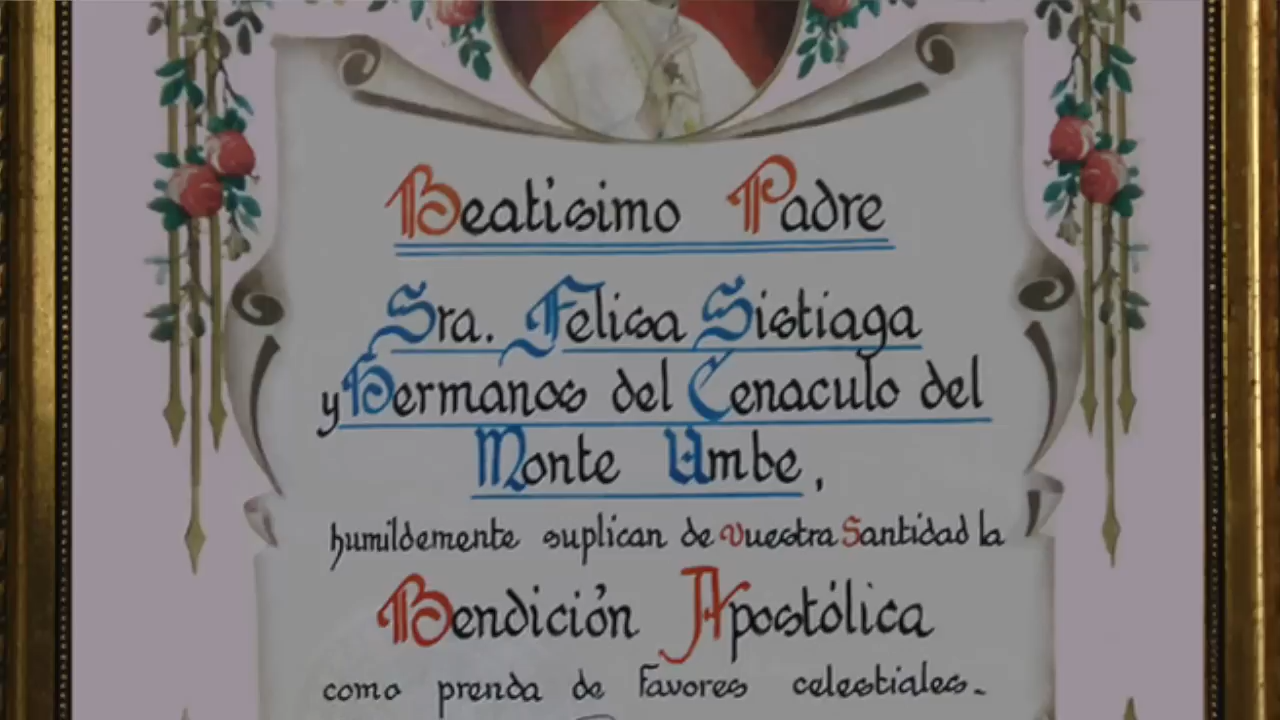 Beatisimo Padre
Sra. Felisa Sistiaga
y Hermanos del Cenaculo del
Monte Umbe,
humildemente suplican de Vuestra Santidad la
Bendición Apostólica
como prenda de favores celestiales.